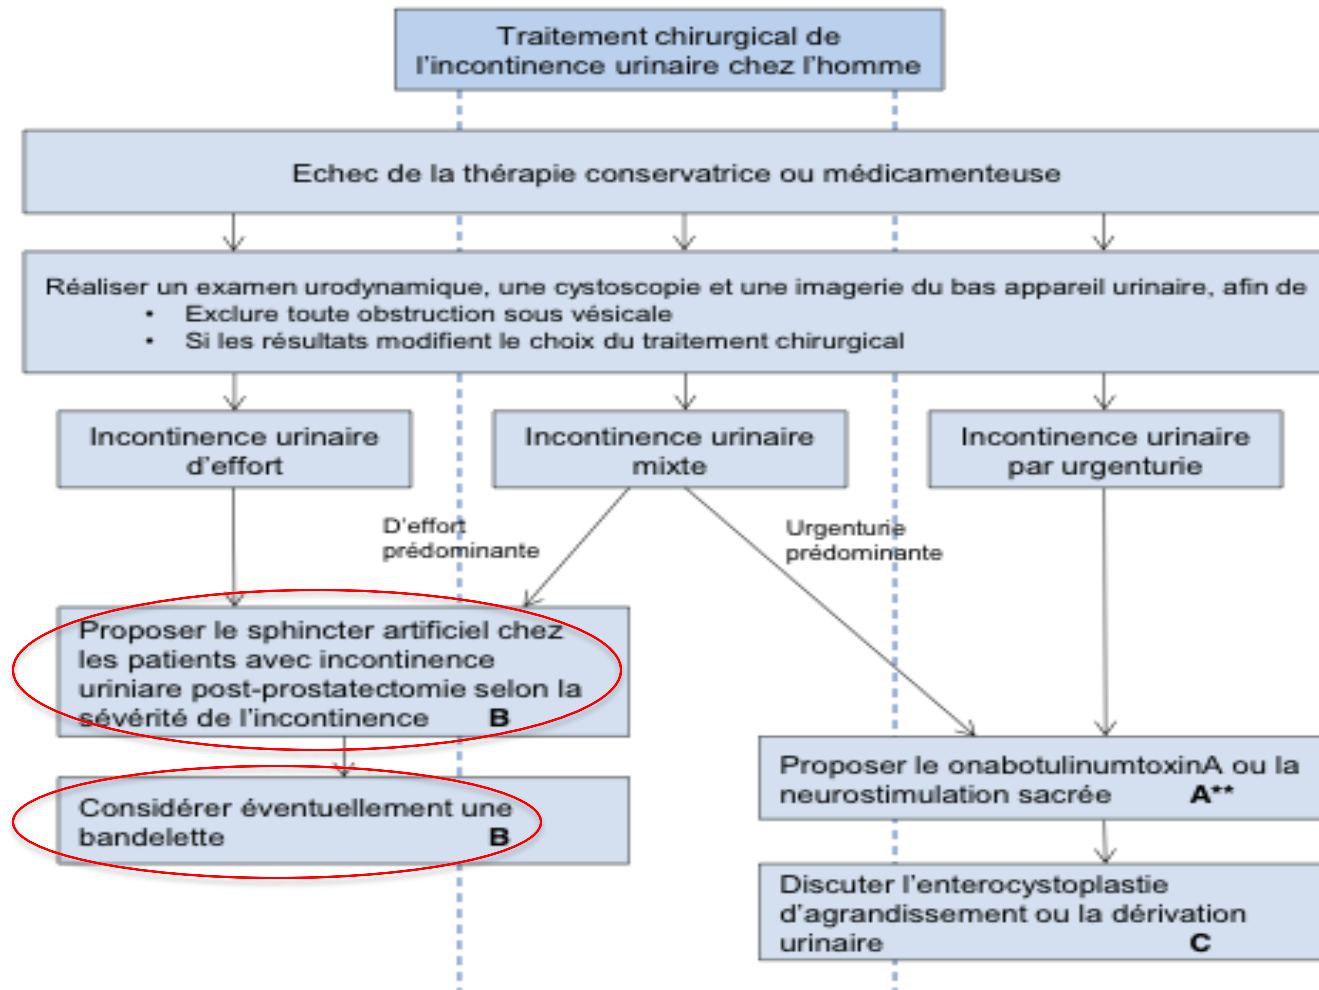 Traitement chirurgical de
l'incontinence urinaire chez l'homme
Echec de la thérapie conservatrice ou médicamenteuse
Réaliser un examen urodynamique, une cystoscopie et une imagerie du bas appareil urinaire, afin de
• Exclure toute obstruction sous vésicale
• Si les résultats modifient le choix du traitement chirurgical
Incontinence urinaire
d'effort
Incontinence urinaire
mixte
Incontinence urinaire
par urgenturie
D'effort
prédominante
Urgenturie
prédominante
Proposer le sphincter artificiel chez
les patients avec incontinence
uriniare post-prostatectomie selon la
sévérité de l'incontinence B
Considérer éventuellement une
bandelette B
Proposer le onabotulinumtoxinA ou la
neurostimulation sacrée A**
Discuter l'enterocystoplastie
d'agrandissement ou la dérivation
urinaire C